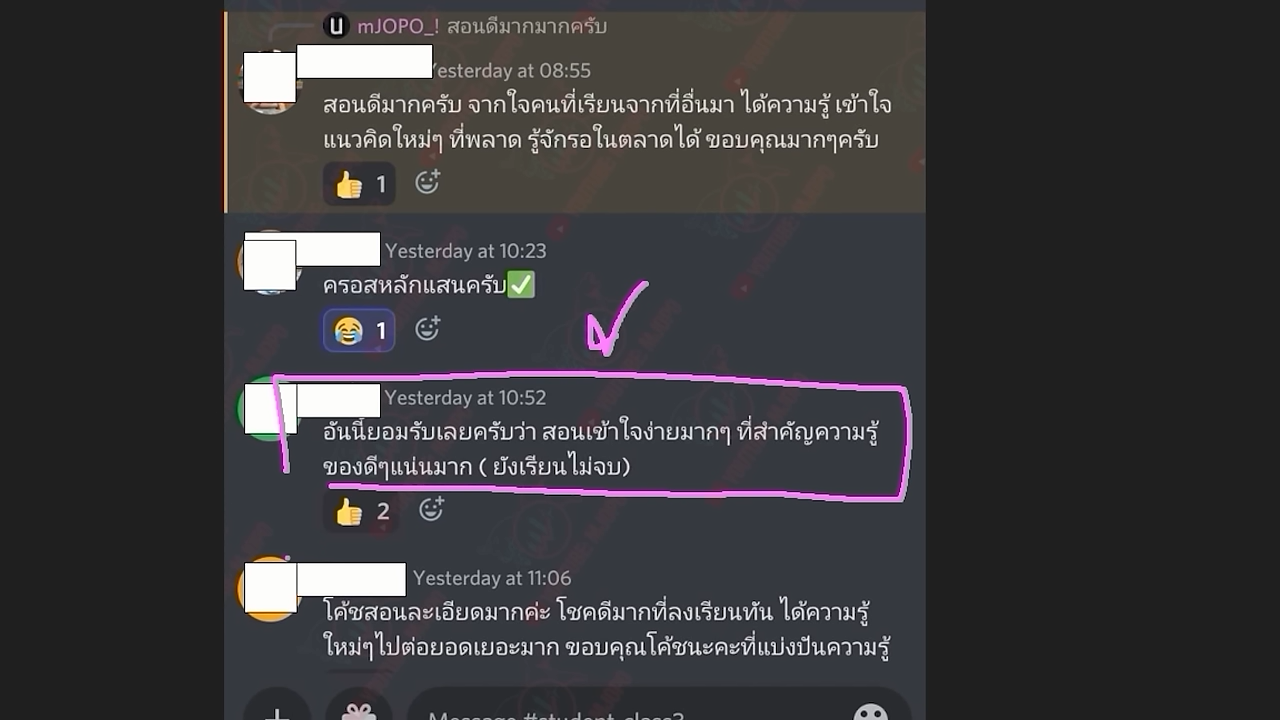 mJOPO_! สอนดีมากมากครับ
Yesterday at 08:55
สอนดีมากครับ จากใจคนที่เรียนจากที่อื่นมา ได้ความรู้ เข้าใจ
แนวคิดใหม่ๆ ที่พลาด รู้จักรอในตลาดได้ ขอบคุณมากๆครับ
👍 1
Yesterday at 10:23
ครอสหลักแสนครับ✅
😂 1
Yesterday at 10:52
อันนี้ยอมรับเลยครับว่า สอนเข้าใจง่ายมากๆ ที่สำคัญความรู้
ของดีๆแน่นมาก ( ยังเรียนไม่จบ)
👍 2
Yesterday at 11:06
โค้ชสอนละเอียดมากค่ะ โชคดีมากที่ลงเรียนทัน ได้ความรู้
ใหม่ๆไปต่อยอดเยอะมาก ขอบคุณโค้ชนะคะที่แบ่งปันความรู้
Message #student